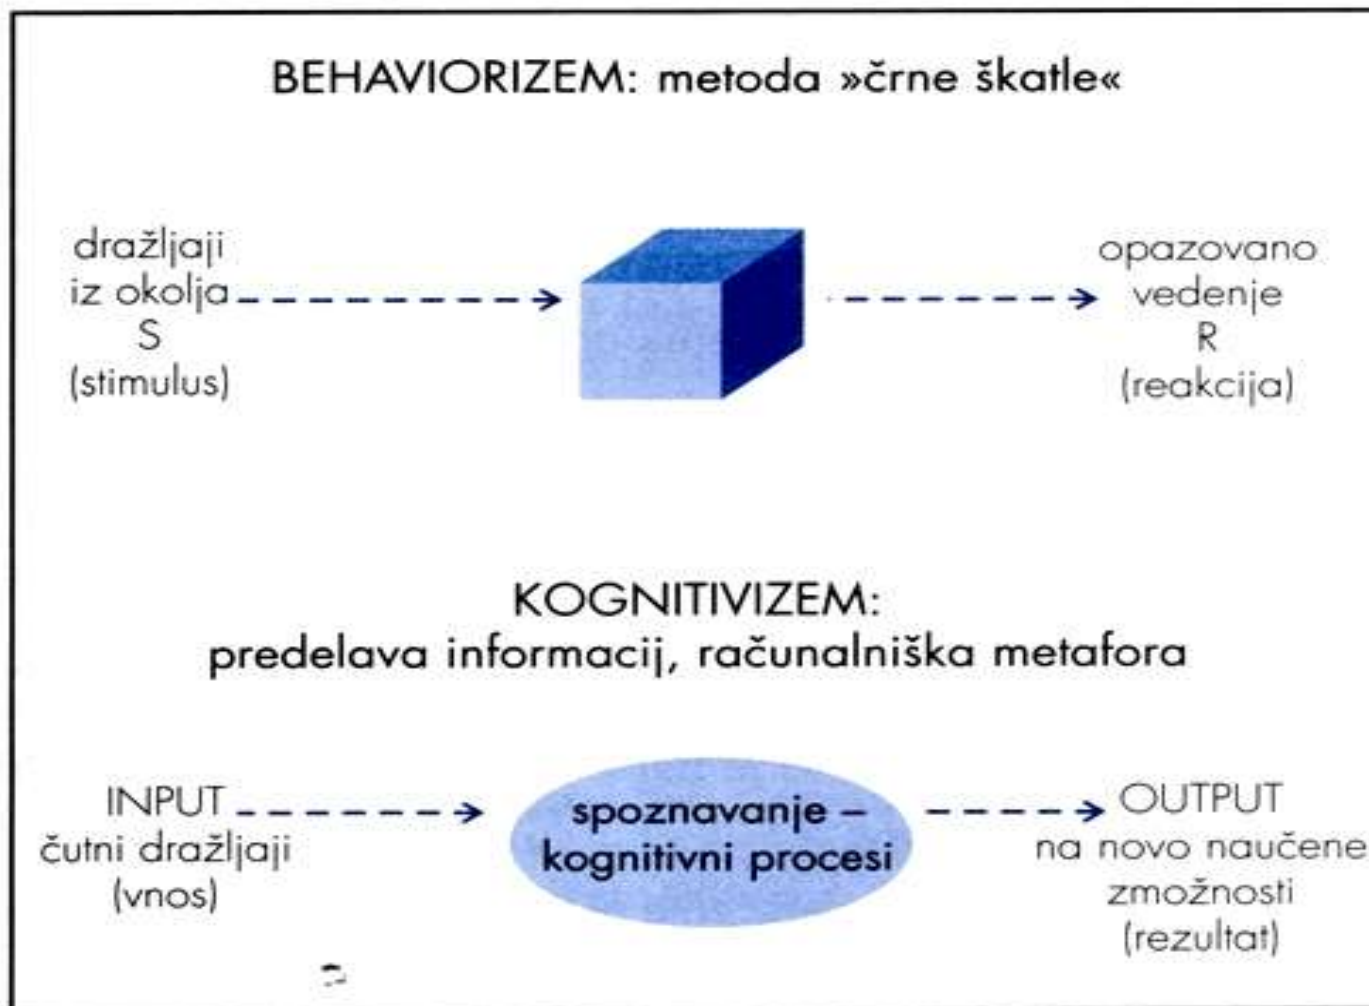 BEHAVIORIZEM: metoda »črne škatle«
dražljaji
iz okolja
S
(stimulus)
opazovano
vedenje
R
(reakcija)
KOGNITIVIZEM:
predelava informacij, računalniška metafora
INPUT
čutni dražljaji
(vnos)
spoznavanje –
kognitivni procesi
OUTPUT
na novo naučene
zmožnosti
(rezultat)